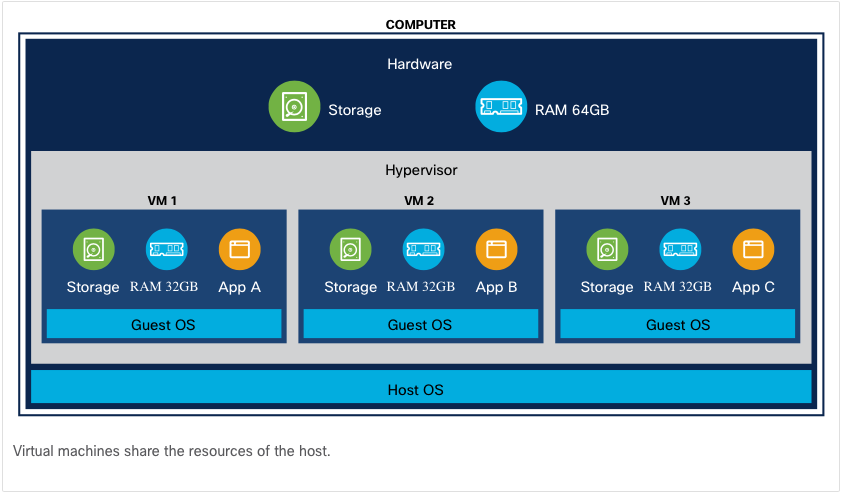 COMPUTER
Hardware
Storage RAM 64GB
Hypervisor
VM 1 VM 2 VM 3
Storage RAM 32GB App A Storage RAM 32GB App B Storage RAM 32GB App C
Guest OS Guest OS Guest OS
Host OS
Virtual machines share the resources of the host.